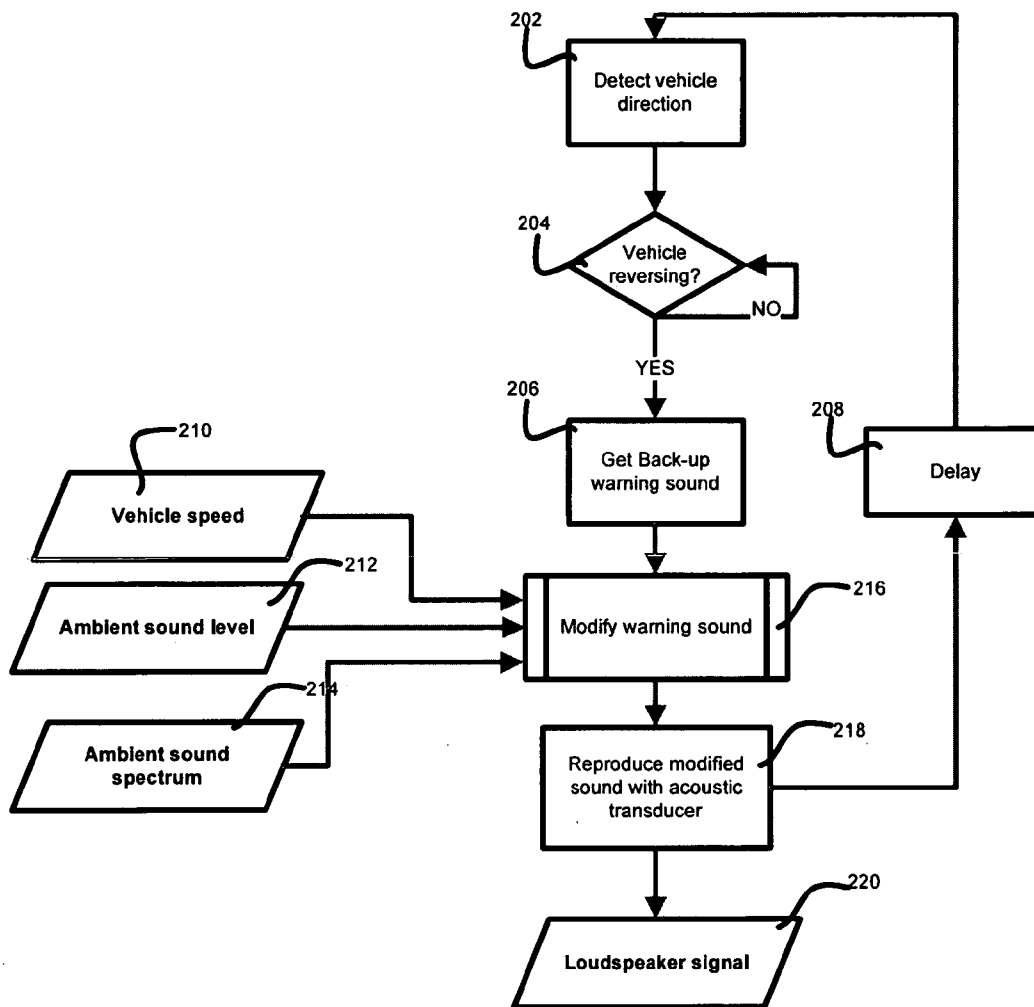 202
Detect vehicle
direction
204
Vehicle
reversing?
NO
YES
206
Get Back-up
warning sound
208
Delay
210
Vehicle speed
212
Ambient sound level
214
Ambient sound
spectrum
Modify warning sound
216
Reproduce modified
sound with acoustic
transducer
218
220
Loudspeaker signal